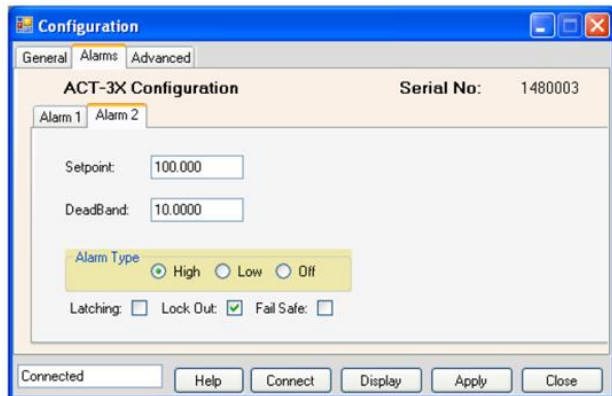 Configuration
General Alarms Advanced
ACT-3X Configuration Serial No: 1480003
Alarm 1 Alarm 2
Setpoint: 100.000
DeadBand: 10.0000
Alarm Type
High Low Off
Latching: Lock Out: Fail Safe:
Connected Help Connect Display Apply Close